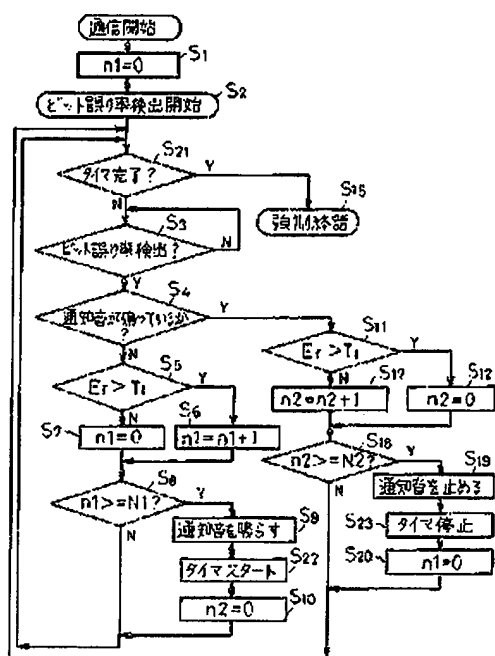 通信開始
S1
n1=0
S2
ビット誤り率検出開始
S21
タイマ完了?
Y
N
S15
強制終話
S3
ビット誤り率検出?
N
Y
S4
通知音が鳴っているか
?
Y
N
S5
Er>T1
Y
N
S6
n1=n1+1
S7
n1=0
S8
n1>=N1?
Y
N
S9
通知音を鳴らす
S22
タイマスタート
S10
n2=0
S11
Er>T1
Y
N
S17
n2=n2+1
S12
n2=0
S18
n2>=N2?
Y
N
S19
通知音を止める
S23
タイマ停止
S20
n1=0